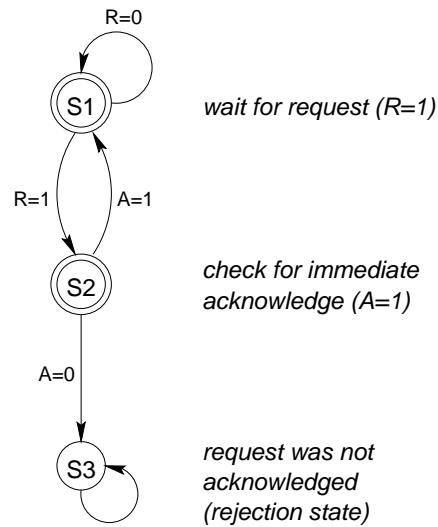 R=0
S1
wait for request (R=1)
R=1
A=1
S2
check for immediate
acknowledge (A=1)
A=0
S3
request was not
acknowledged
(rejection state)